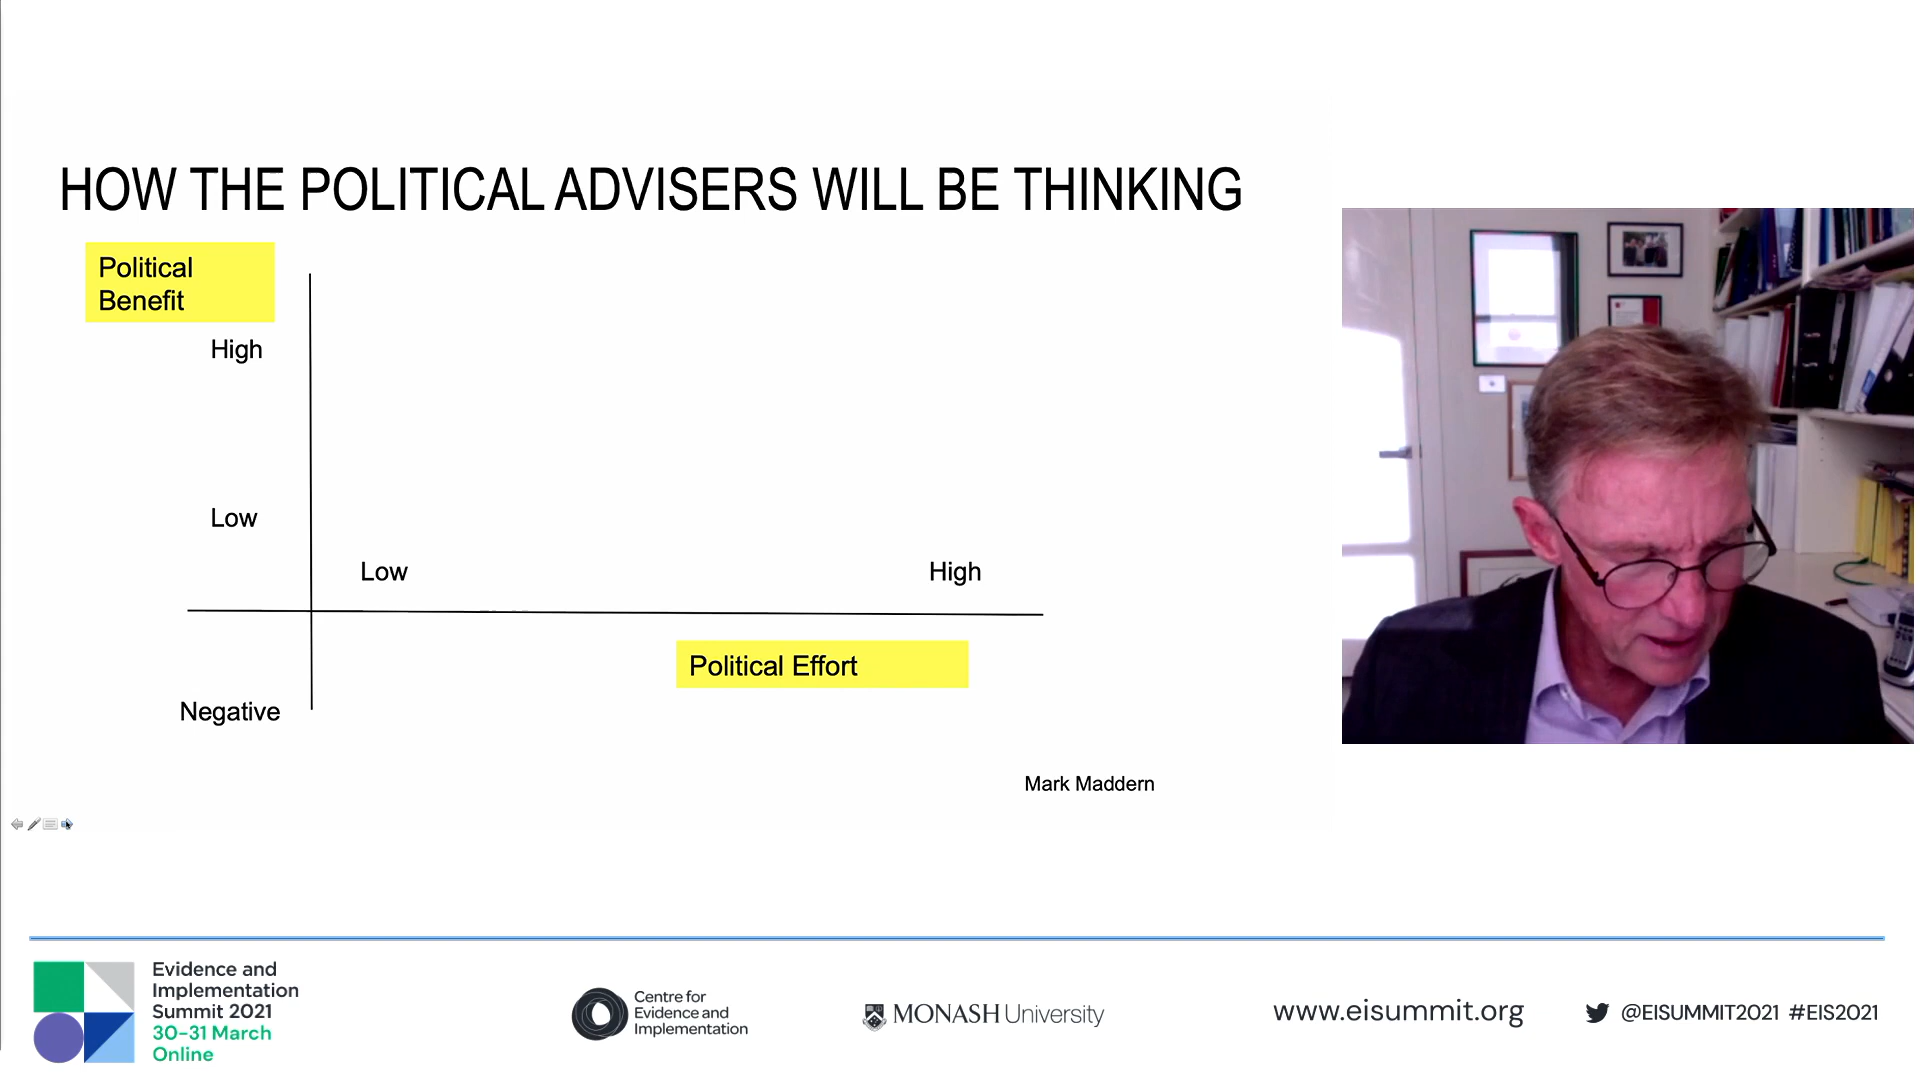 HOW THE POLITICAL ADVISERS WILL BE THINKING
Political
Benefit
High
Low
Low
High
Political Effort
Negative
Mark Maddern
Evidence and
Implementation
Summit 2021
30–31 March
Online
Centre for
Evidence and
Implementation
MONASH University
www.eisummit.org
@EISUMMIT2021 #EIS2021